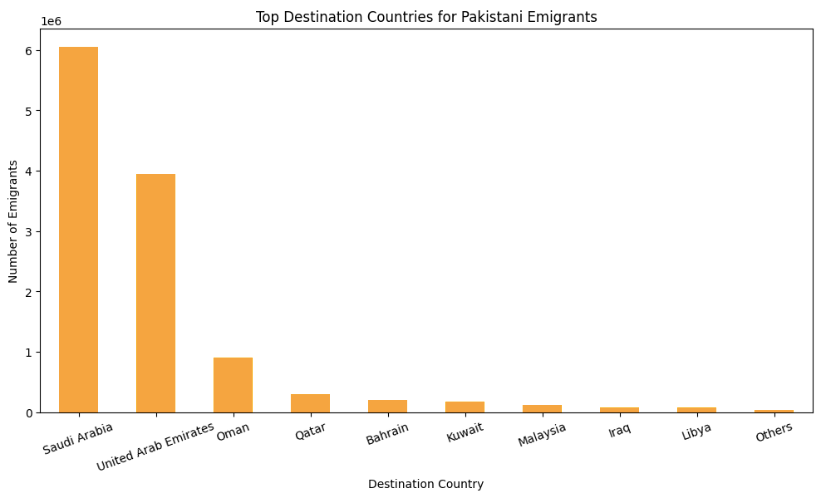 Top Destination Countries for Pakistani Emigrants
1e6
6
5
4
3
2
1
0
Number of Emigrants
Saudi Arabia
United Arab Emirates
Oman
Qatar
Bahrain
Kuwait
Malaysia
Iraq
Libya
Others
Destination Country